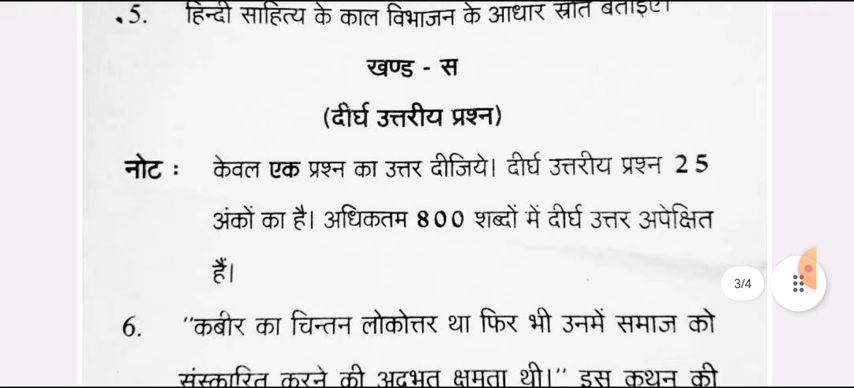 5. हिन्दी साहित्य के काल विभाजन के आधार स्रोत बताइए।
खण्ड - स
(दीर्घ उत्तरीय प्रश्न)
नोट : केवल एक प्रश्न का उत्तर दीजिये। दीर्घ उत्तरीय प्रश्न 25
अंकों का है। अधिकतम 800 शब्दों में दीर्घ उत्तर अपेक्षित
हैं।
3/4
6. "कबीर का चिन्तन लोकोत्तर था फिर भी उनमें समाज को
संस्कारित करने की अद्भुत क्षमता थी।" इस कथन की